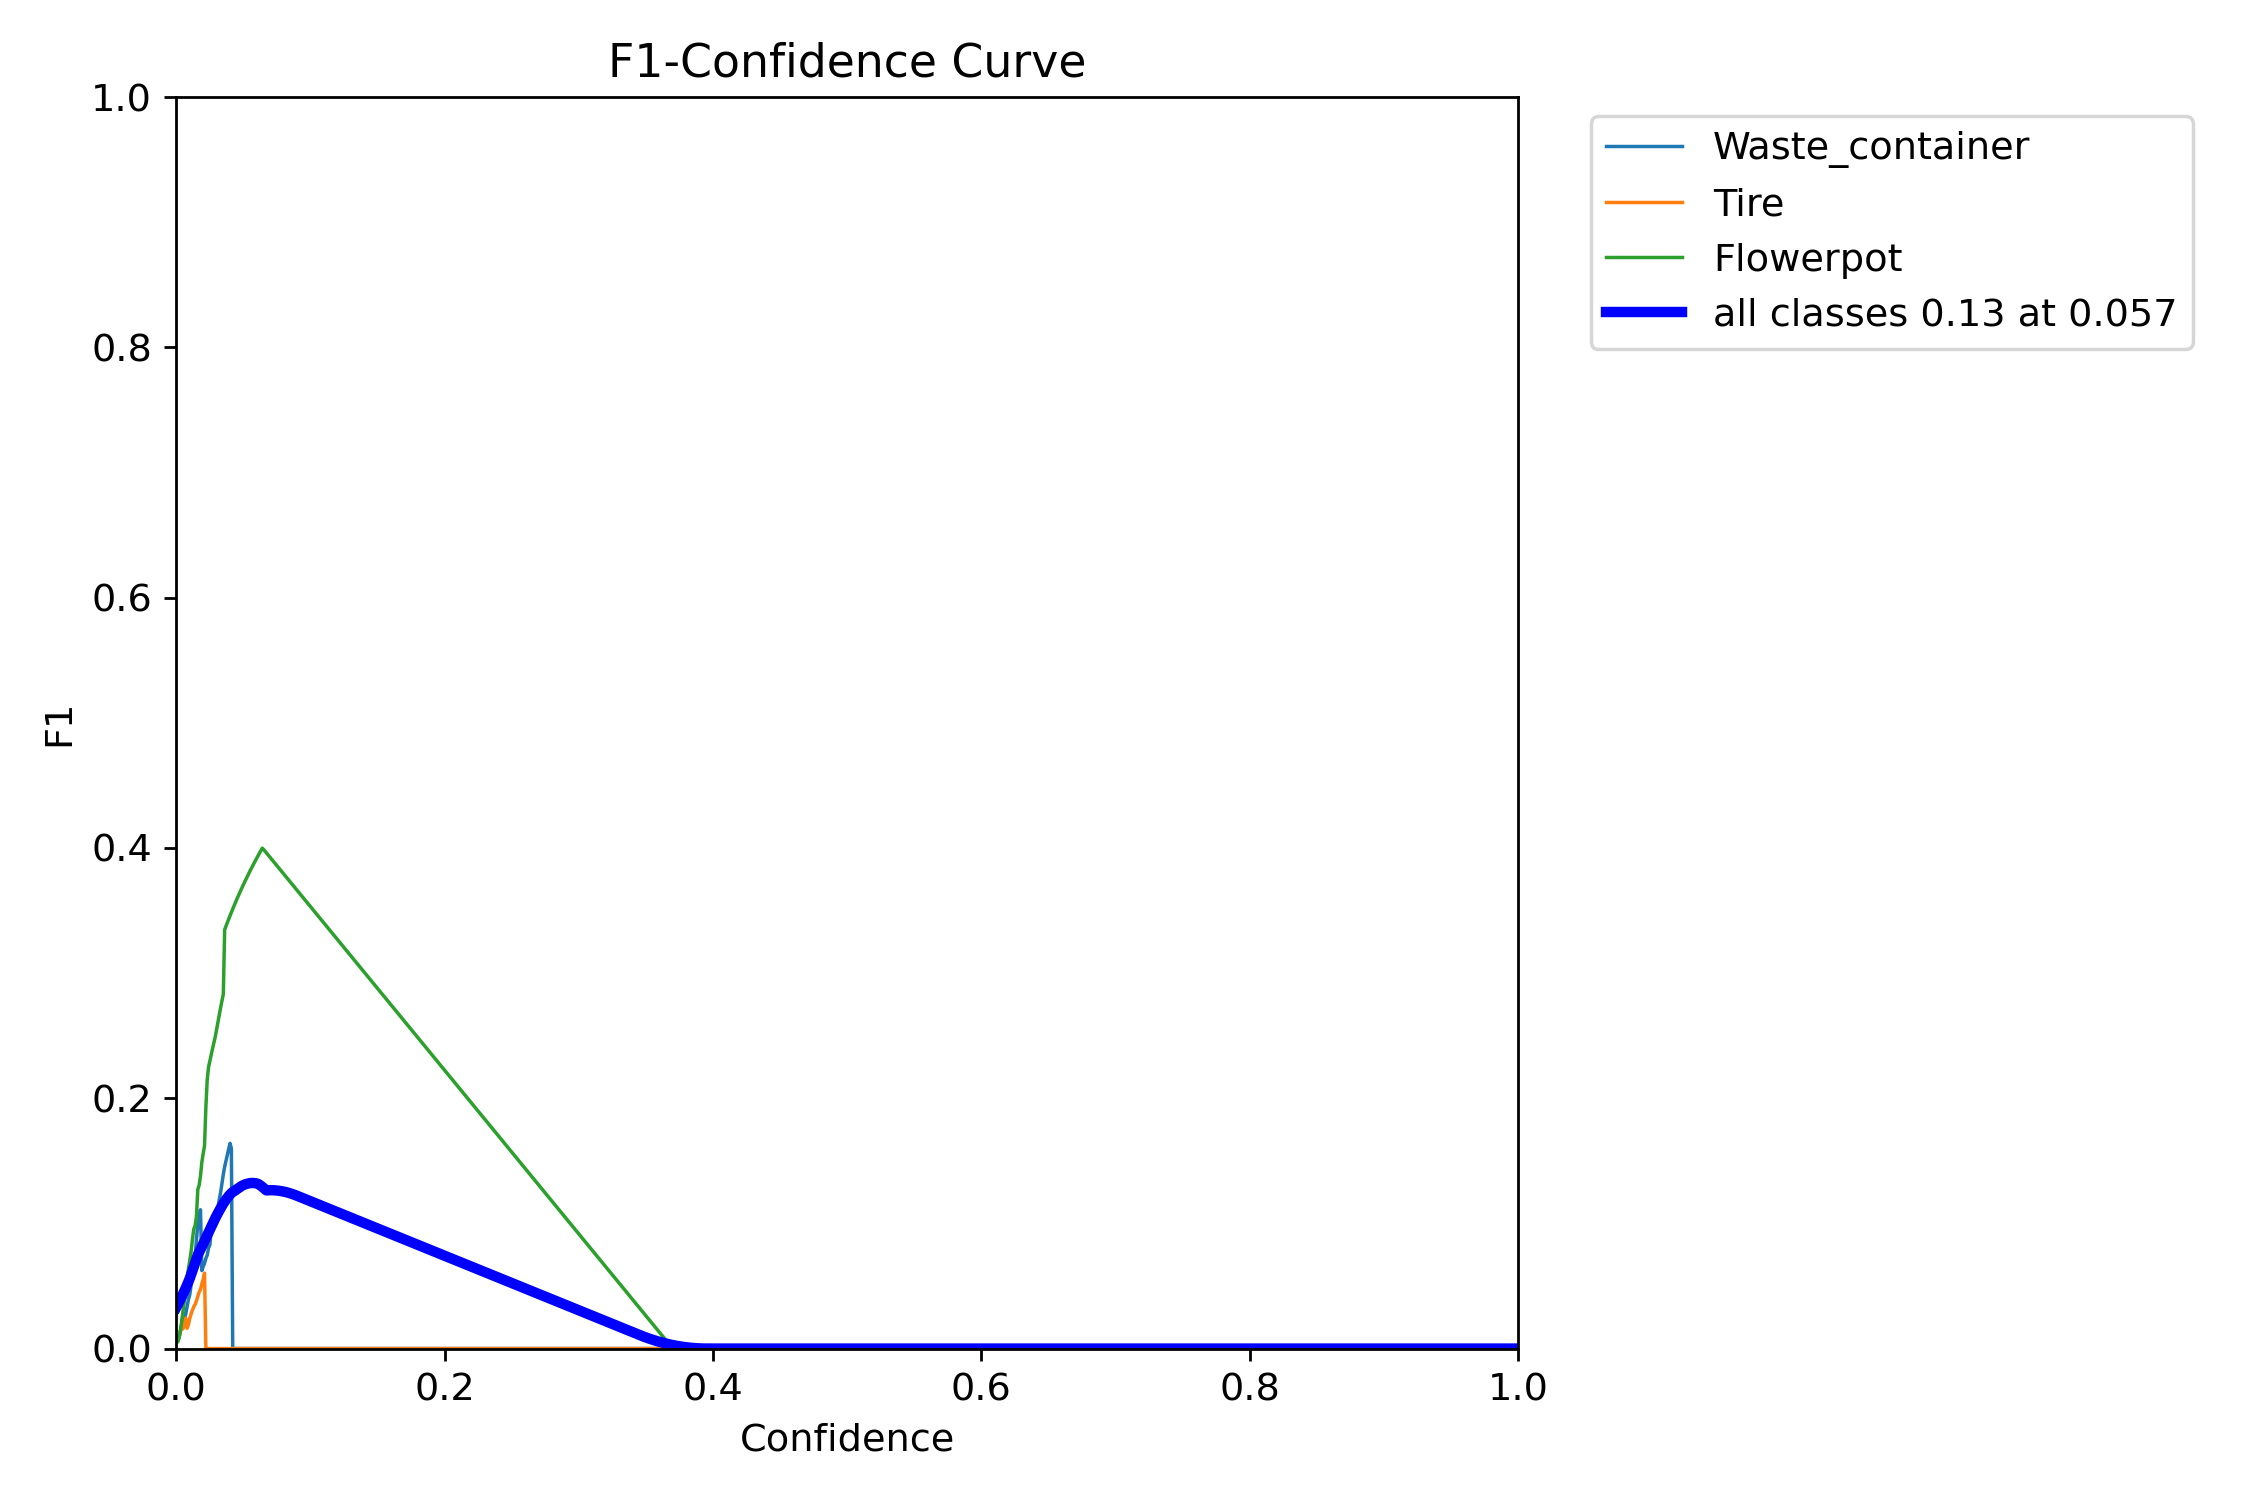 F1-Confidence Curve
1.0
0.8
0.6
0.4
0.2
0.0
F1
0.0 0.2 0.4 0.6 0.8 1.0
Confidence
Waste_container
Tire
Flowerpot
all classes 0.13 at 0.057